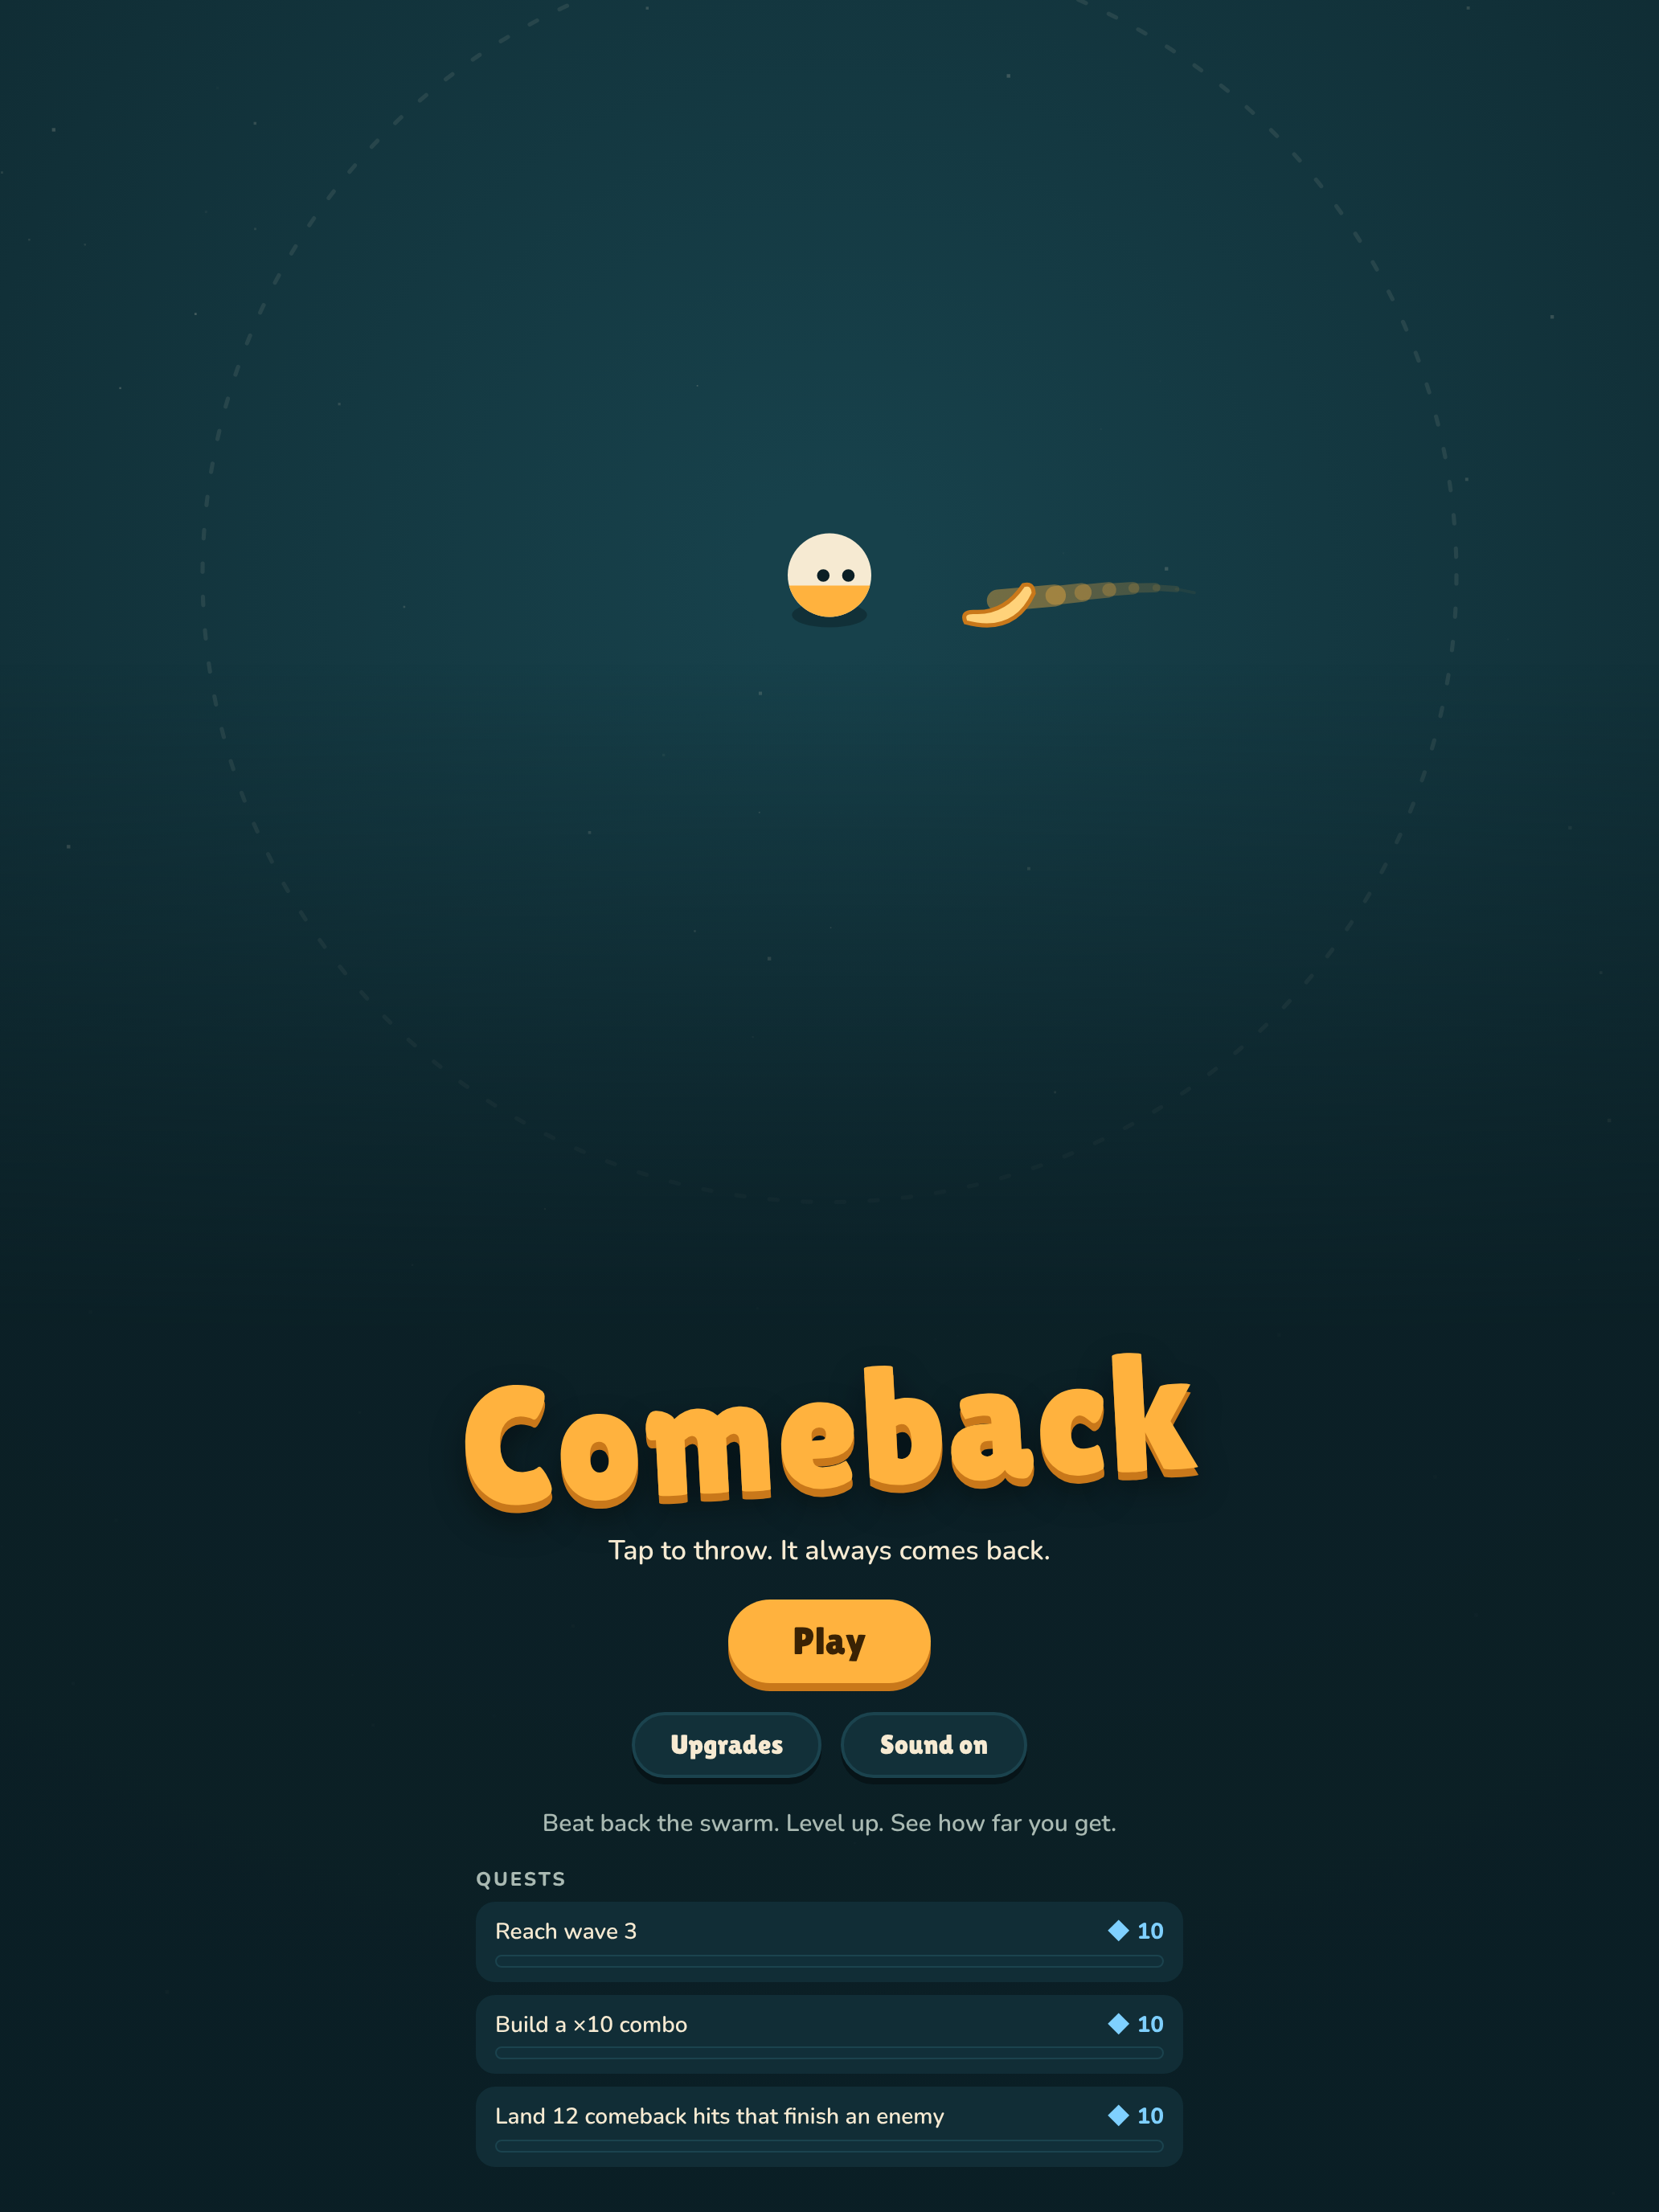 Comeback
Tap to throw. It always comes back.
Play
Upgrades
Sound on
Beat back the swarm. Level up. See how far you get.
QUESTS
Reach wave 3
10
Build a ×10 combo
10
Land 12 comeback hits that finish an enemy
10